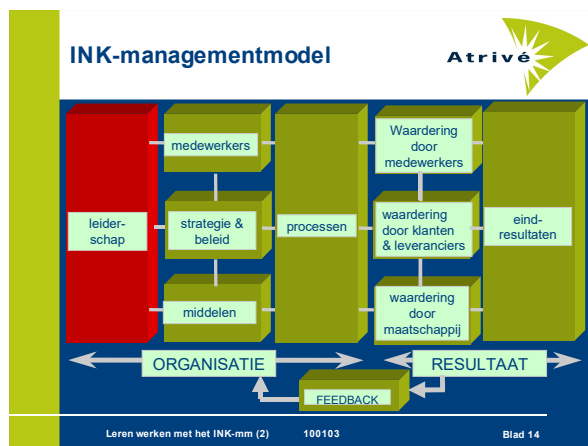 INK-managementmodel
Atrivé
medewerkers
Waardering
door
medewerkers
leider-
schap
strategie &
beleid
processen
waardering
door klanten
& leveranciers
eind-
resultaten
middelen
waardering
door
maatschappij
ORGANISATIE
RESULTAAT
FEEDBACK
Leren werken met het INK-mm (2)
100103
Blad 14